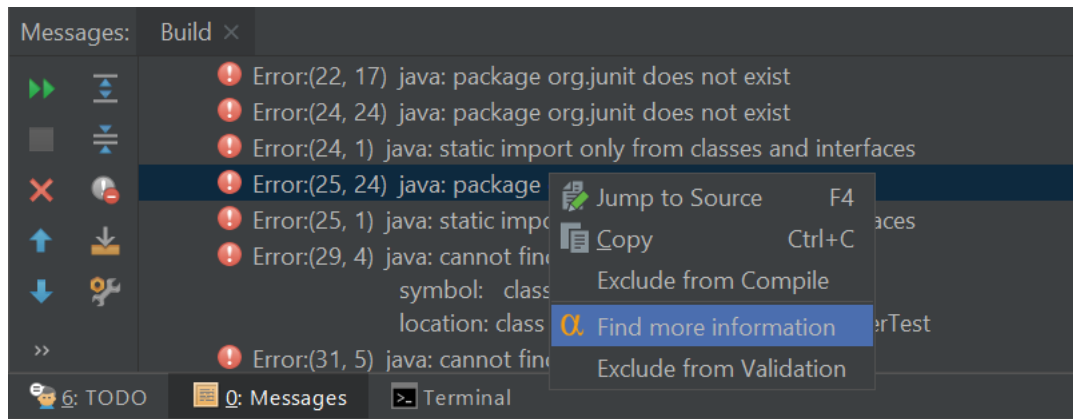 Messages: Build ×
Error:(22, 17) java: package org.junit does not exist
Error:(24, 24) java: package org.junit does not exist
Error:(24, 1) java: static import only from classes and interfaces
Error:(25, 24) java: package
Error:(25, 1) java: static impo aces
Error:(29, 4) java: cannot find
symbol: class
location: class erTest
Error:(31, 5) java: cannot find
Jump to Source F4
Copy Ctrl+C
Exclude from Compile
α Find more information
Exclude from Validation
>>
6: TODO 0: Messages Terminal